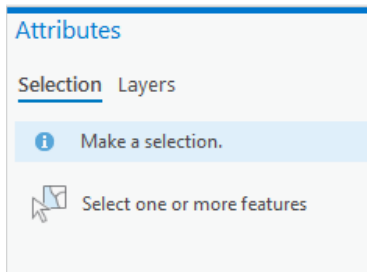 Attributes
Selection Layers
Make a selection.
Select one or more features